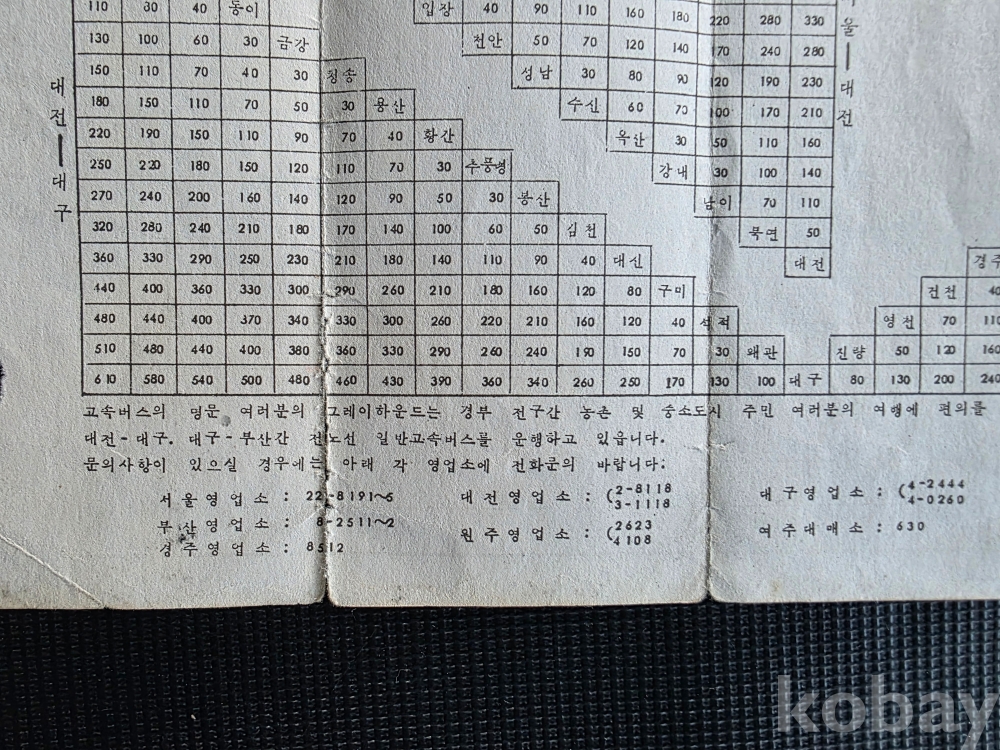 110 30 40 동이 입장 40 90 110 160 180 220 280 330
130 100 60 30 금강 천안 50 70 120 140 170 240 280
150 110 70 40 30 청송 성남 30 80 90 120 190 230
180 150 110 70 50 30 용산 수신 60 70 100 170 210
220 190 150 110 90 70 40 황간 옥산 30 50 110 160
250 220 180 150 120 110 70 30 추풍령 강내 30 100 140
270 240 200 160 140 120 90 50 30 봉산 남이 70 110
320 280 240 210 180 170 140 100 60 50 김천 북연 50
360 330 290 250 230 210 180 140 110 90 40 대신 대전 경주
440 400 360 330 300 290 260 210 180 160 120 80 구미 건천 40
480 440 400 370 340 330 300 260 220 210 160 120 40 석적 영천 70 110
510 480 440 400 380 360 330 290 260 240 190 150 70 30 왜관 진량 50 120 160
610 580 540 500 480 460 430 390 360 340 260 250 170 130 100 대구 80 130 200 240
대전-대구
울-대전
고속버스의 명문 여러분의 그레이하운드는 경부 전구간 농촌 및 중소도시 주민 여러분의 여행에 편의를
대전-대구. 대구-부산간 전노선 일반고속버스를 운행하고 있읍니다.
문의사항이 있으실 경우에는 아래 각 영업소에 전화문의 바랍니다:
서울영업소 : 22-8191~5 대전영업소 : (2-8118 3-1118 대구영업소 : (4-2444 4-0260
부산영업소 : 8-2511~2 원주영업소 : (2623 4108 여주대매소 : 630
경주영업소 : 8512
kobay